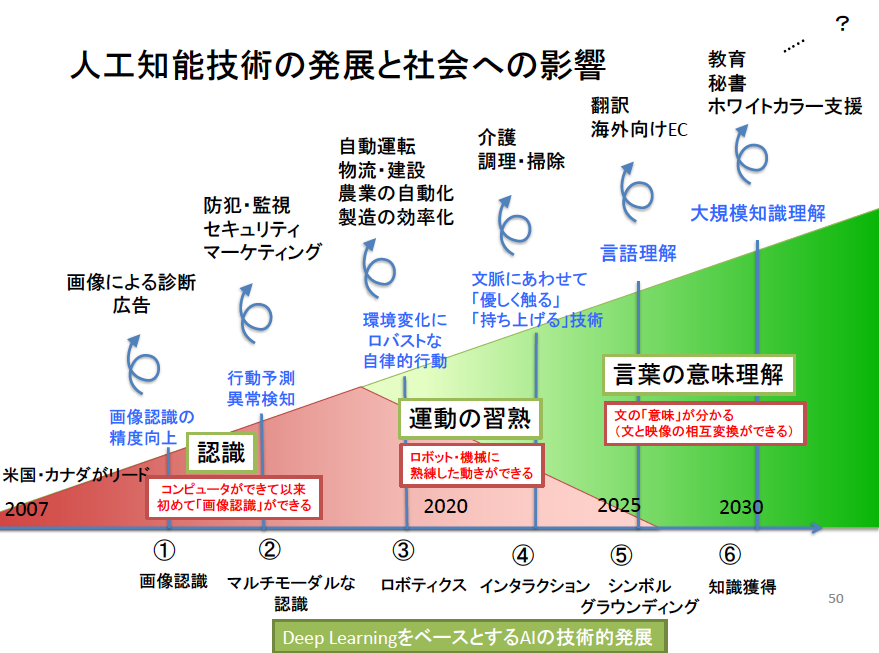 人工知能技術の発展と社会への影響
?
教育
秘書
ホワイトカラー支援
翻訳
海外向けEC
介護
調理・掃除
自動運転
物流・建設
農業の自動化
製造の効率化
防犯・監視
セキュリティ
マーケティング
画像による診断
広告
大規模知識理解
言語理解
文脈にあわせて
「優しく触る」
「持ち上げる」技術
環境変化に
ロバストな
自律的行動
行動予測
異常検知
画像認識の
精度向上
言葉の意味理解
文の「意味」が分かる
(文と映像の相互変換ができる)
運動の習熟
ロボット・機械に
熟練した動きができる
認識
コンピュータができて以来
初めて「画像認識」ができる
米国・カナダがリード
2007
2020
2025
2030
①
画像認識
②
マルチモーダルな
認識
③
ロボティクス
④
インタラクション
⑤
シンボル
グラウンディング
⑥
知識獲得
50
Deep LearningをベースとするAIの技術的発展